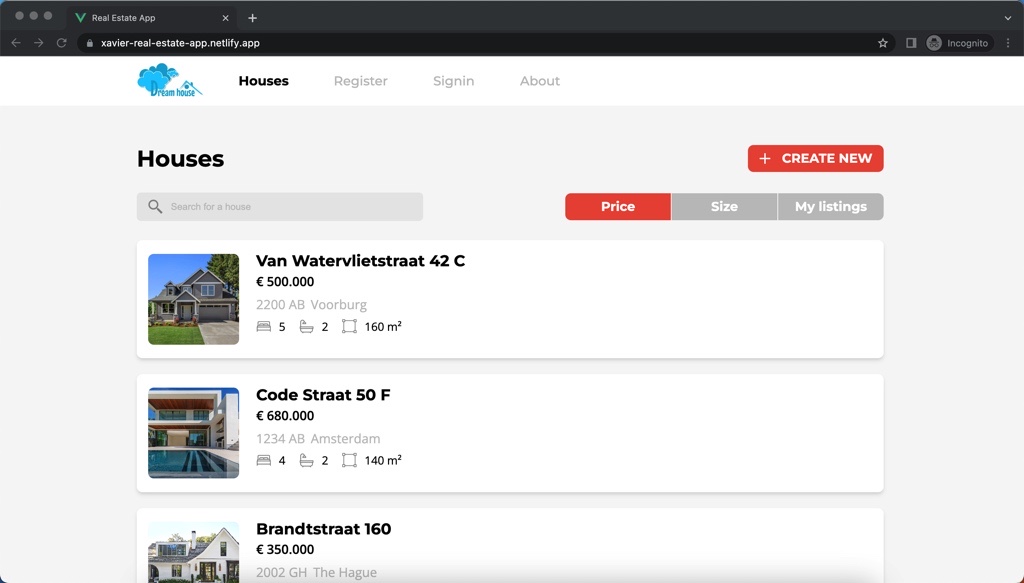 Real Estate App
xavier-real-estate-app.netlify.app
Incognito
Dream house
Houses
Register
Signin
About
Houses
CREATE NEW
Search for a house
Price
Size
My listings
Van Watervlietstraat 42 C
€ 500.000
2200 AB Voorburg
5 2 160 m²
Code Straat 50 F
€ 680.000
1234 AB Amsterdam
4 2 140 m²
Brandtstraat 160
€ 350.000
2002 GH The Hague